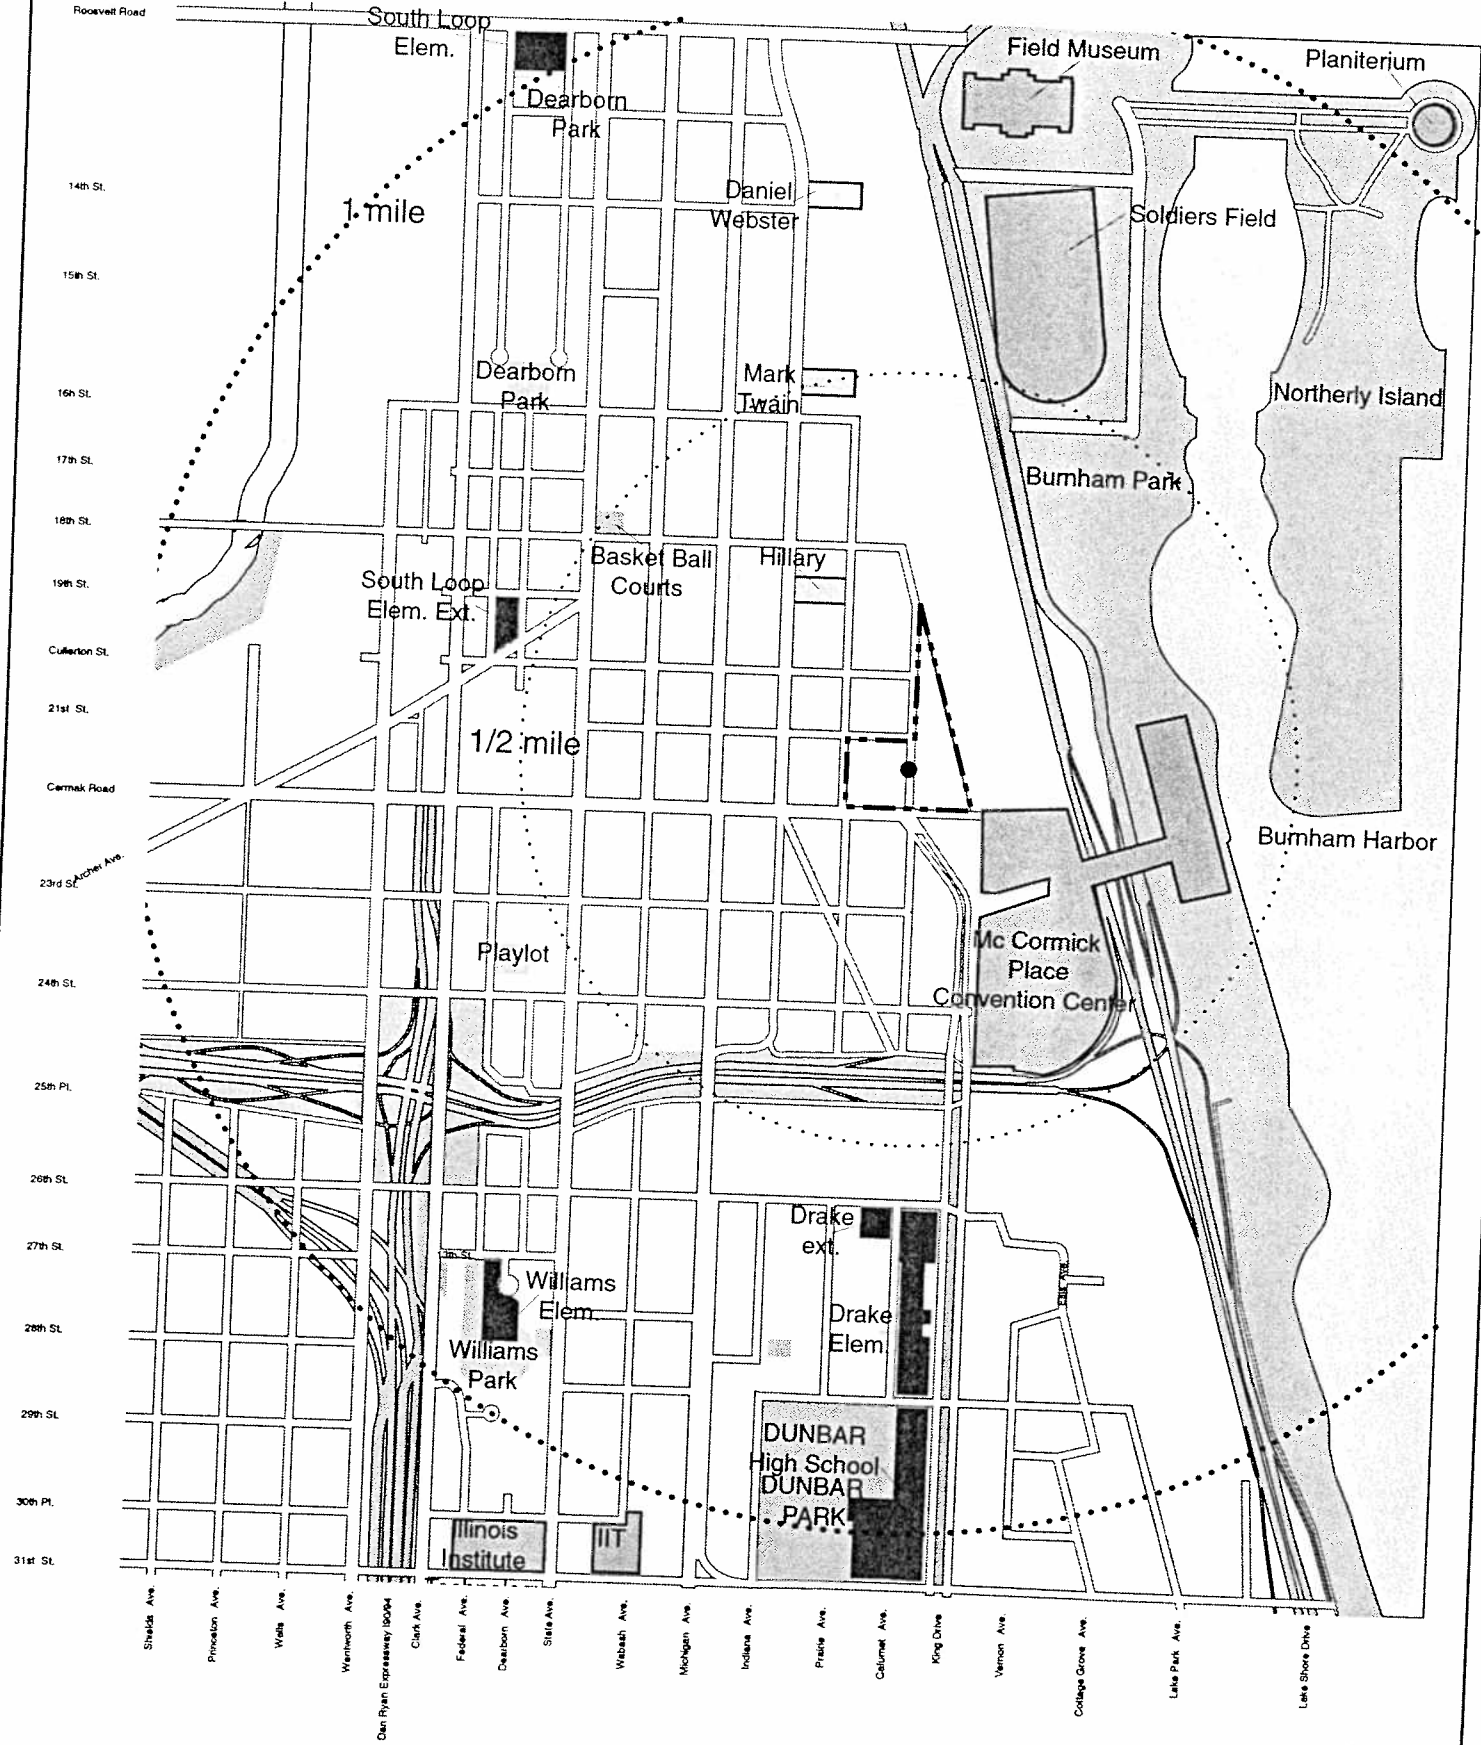 Roosvelt Road
South Loop
Elem.
Field Museum
Planiterium
Dearborn
Park
14th St.
1 mile
Daniel
Webster
Soldiers Field
15th St.
Dearborn
Park
Mark
Twain
16th St.
Northerly Island
17th St.
Burnham Park
18th St.
Basket Ball
Courts
Hillary
19th St.
South Loop
Elem. Ext.
Cullerton St.
21st St.
1/2 mile
Cermak Road
Burnham Harbor
Archer Ave.
23rd St.
Playlot
Mc Cormick
Place
Convention Center
24th St.
25th Pl.
26th St.
Drake
ext.
27th St.
Williams
Elem.
Drake
Elem.
28th St.
Williams
Park
29th St.
DUNBAR
High School
DUNBAR
PARK
30th Pl.
Illinois
Institute
IIT
31st St.
Shields Ave.
Princeton Ave.
Wells Ave.
Wentworth Ave.
Dan Ryan Expressway I90/94
Clark Ave.
Federal Ave.
Dearborn Ave.
State Ave.
Wabash Ave.
Michigan Ave.
Indiana Ave.
Prairie Ave.
Calumet Ave.
King Drive
Vernon Ave.
Cottage Grove Ave.
Lake Park Ave.
Lake Shore Drive